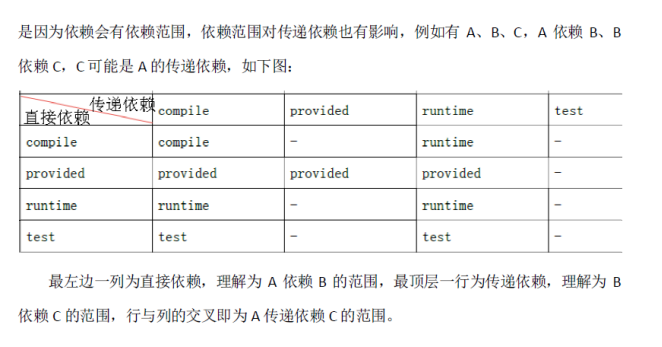 是因为依赖会有依赖范围，依赖范围对传递依赖也有影响，例如有 A、B、C，A 依赖 B、B
依赖 C，C 可能是 A 的传递依赖，如下图：
传递依赖
直接依赖 compile provided runtime test
compile compile - runtime -
provided provided provided provided -
runtime runtime - runtime -
test test - test -
最左边一列为直接依赖，理解为 A 依赖 B 的范围，最顶层一行为传递依赖，理解为 B
依赖 C 的范围，行与列的交叉即为 A 传递依赖 C 的范围。